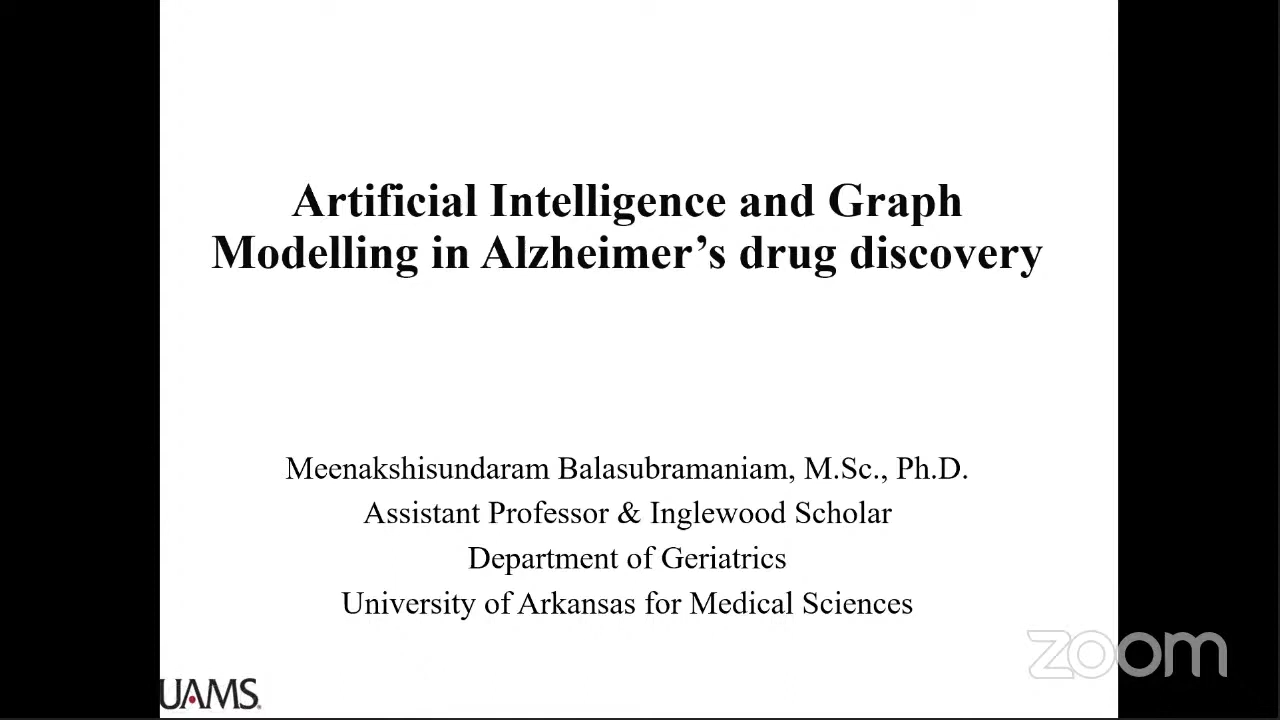 Artificial Intelligence and Graph
Modelling in Alzheimer’s drug discovery
Meenakshisundaram Balasubramaniam, M.Sc., Ph.D.
Assistant Professor & Inglewood Scholar
Department of Geriatrics
University of Arkansas for Medical Sciences
zoom
UAMS